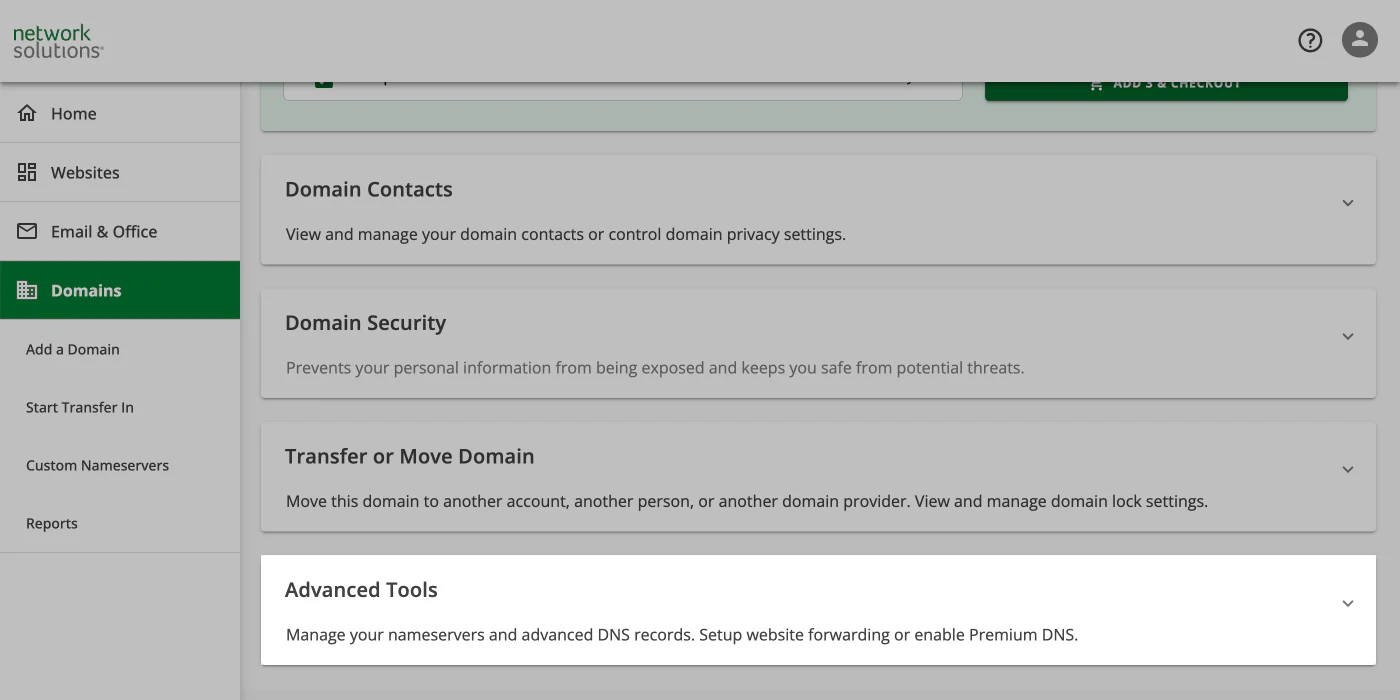 network
solutions®
ADD 3 & CHECKOUT
Home
Websites
Email & Office
Domains
Add a Domain
Start Transfer In
Custom Nameservers
Reports
Domain Contacts
View and manage your domain contacts or control domain privacy settings.
Domain Security
Prevents your personal information from being exposed and keeps you safe from potential threats.
Transfer or Move Domain
Move this domain to another account, another person, or another domain provider. View and manage domain lock settings.
Advanced Tools
Manage your nameservers and advanced DNS records. Setup website forwarding or enable Premium DNS.